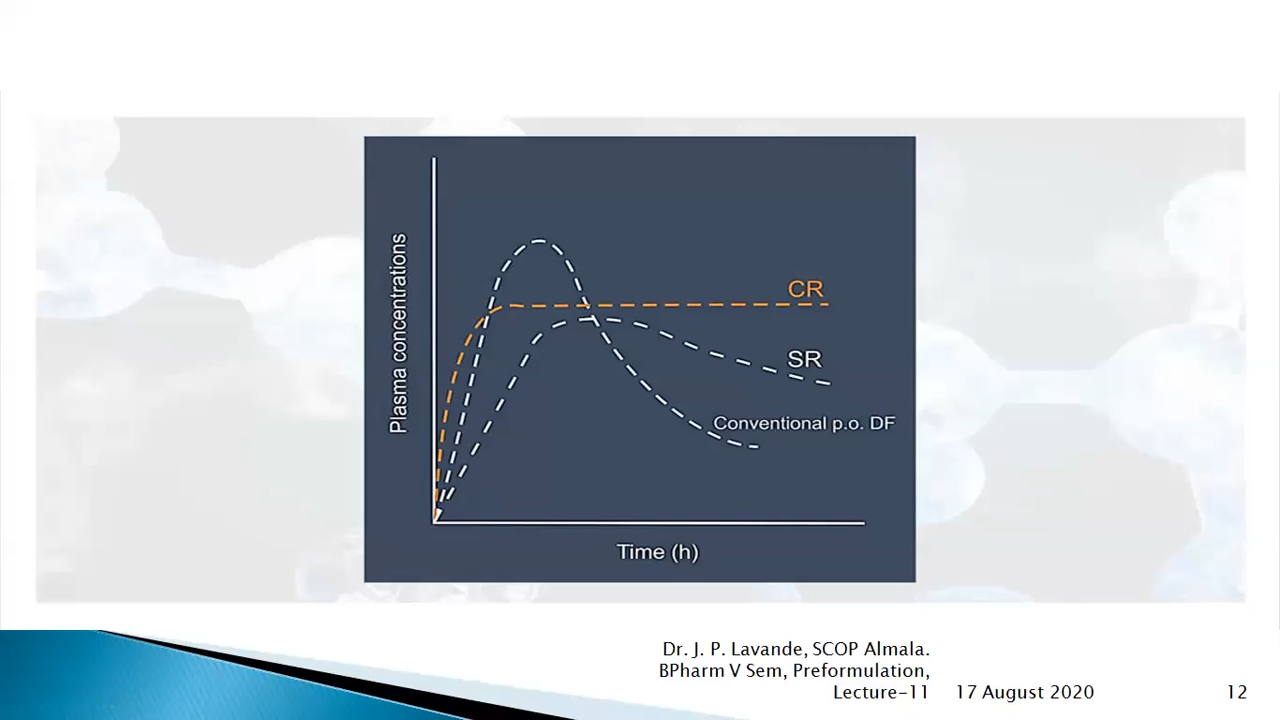 Plasma concentrations
CR
SR
Conventional p.o. DF
Time (h)
Dr. J. P. Lavande, SCOP Almala.
BPharm V Sem, Preformulation,
Lecture-11
17 August 2020
12